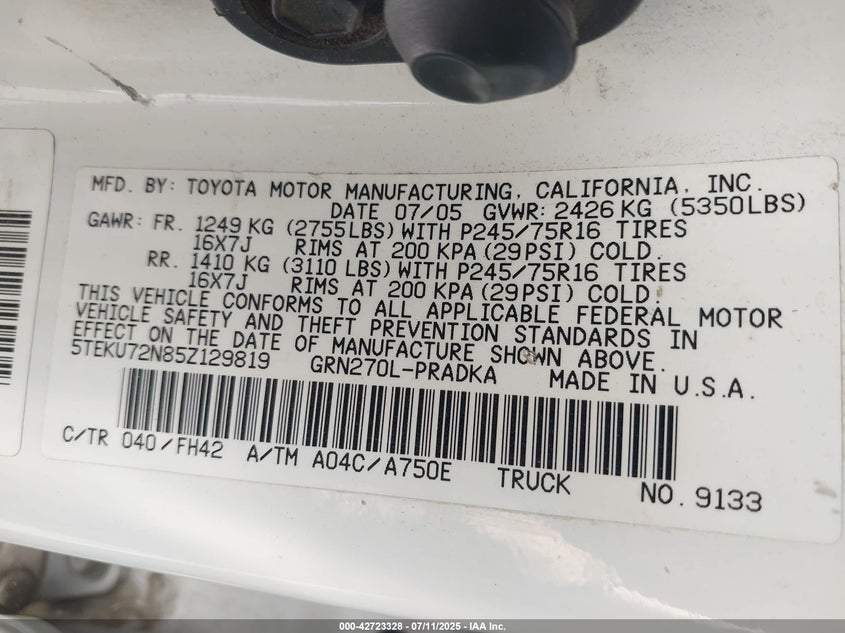 MFD. BY: TOYOTA MOTOR MANUFACTURING, CALIFORNIA, INC.
DATE 07/05 GVWR: 2426 KG (5350LBS)
GAWR: FR. 1249 KG (2755LBS) WITH P245/75R16 TIRES
16X7J RIMS AT 200 KPA (29PSI) COLD.
RR. 1410 KG (3110 LBS) WITH P245/75R16 TIRES
16X7J RIMS AT 200 KPA (29PSI) COLD.
THIS VEHICLE CONFORMS TO ALL APPLICABLE FEDERAL MOTOR
VEHICLE SAFETY AND THEFT PREVENTION STANDARDS IN
EFFECT ON THE DATE OF MANUFACTURE SHOWN ABOVE.
5TEKU72N85Z129819 GRN270L-PRADKA MADE IN U.S.A.
C/TR 040/FH42 A/TM A04C/A750E TRUCK NO. 9133
000-42723328 - 07/11/2025 - IAA Inc.